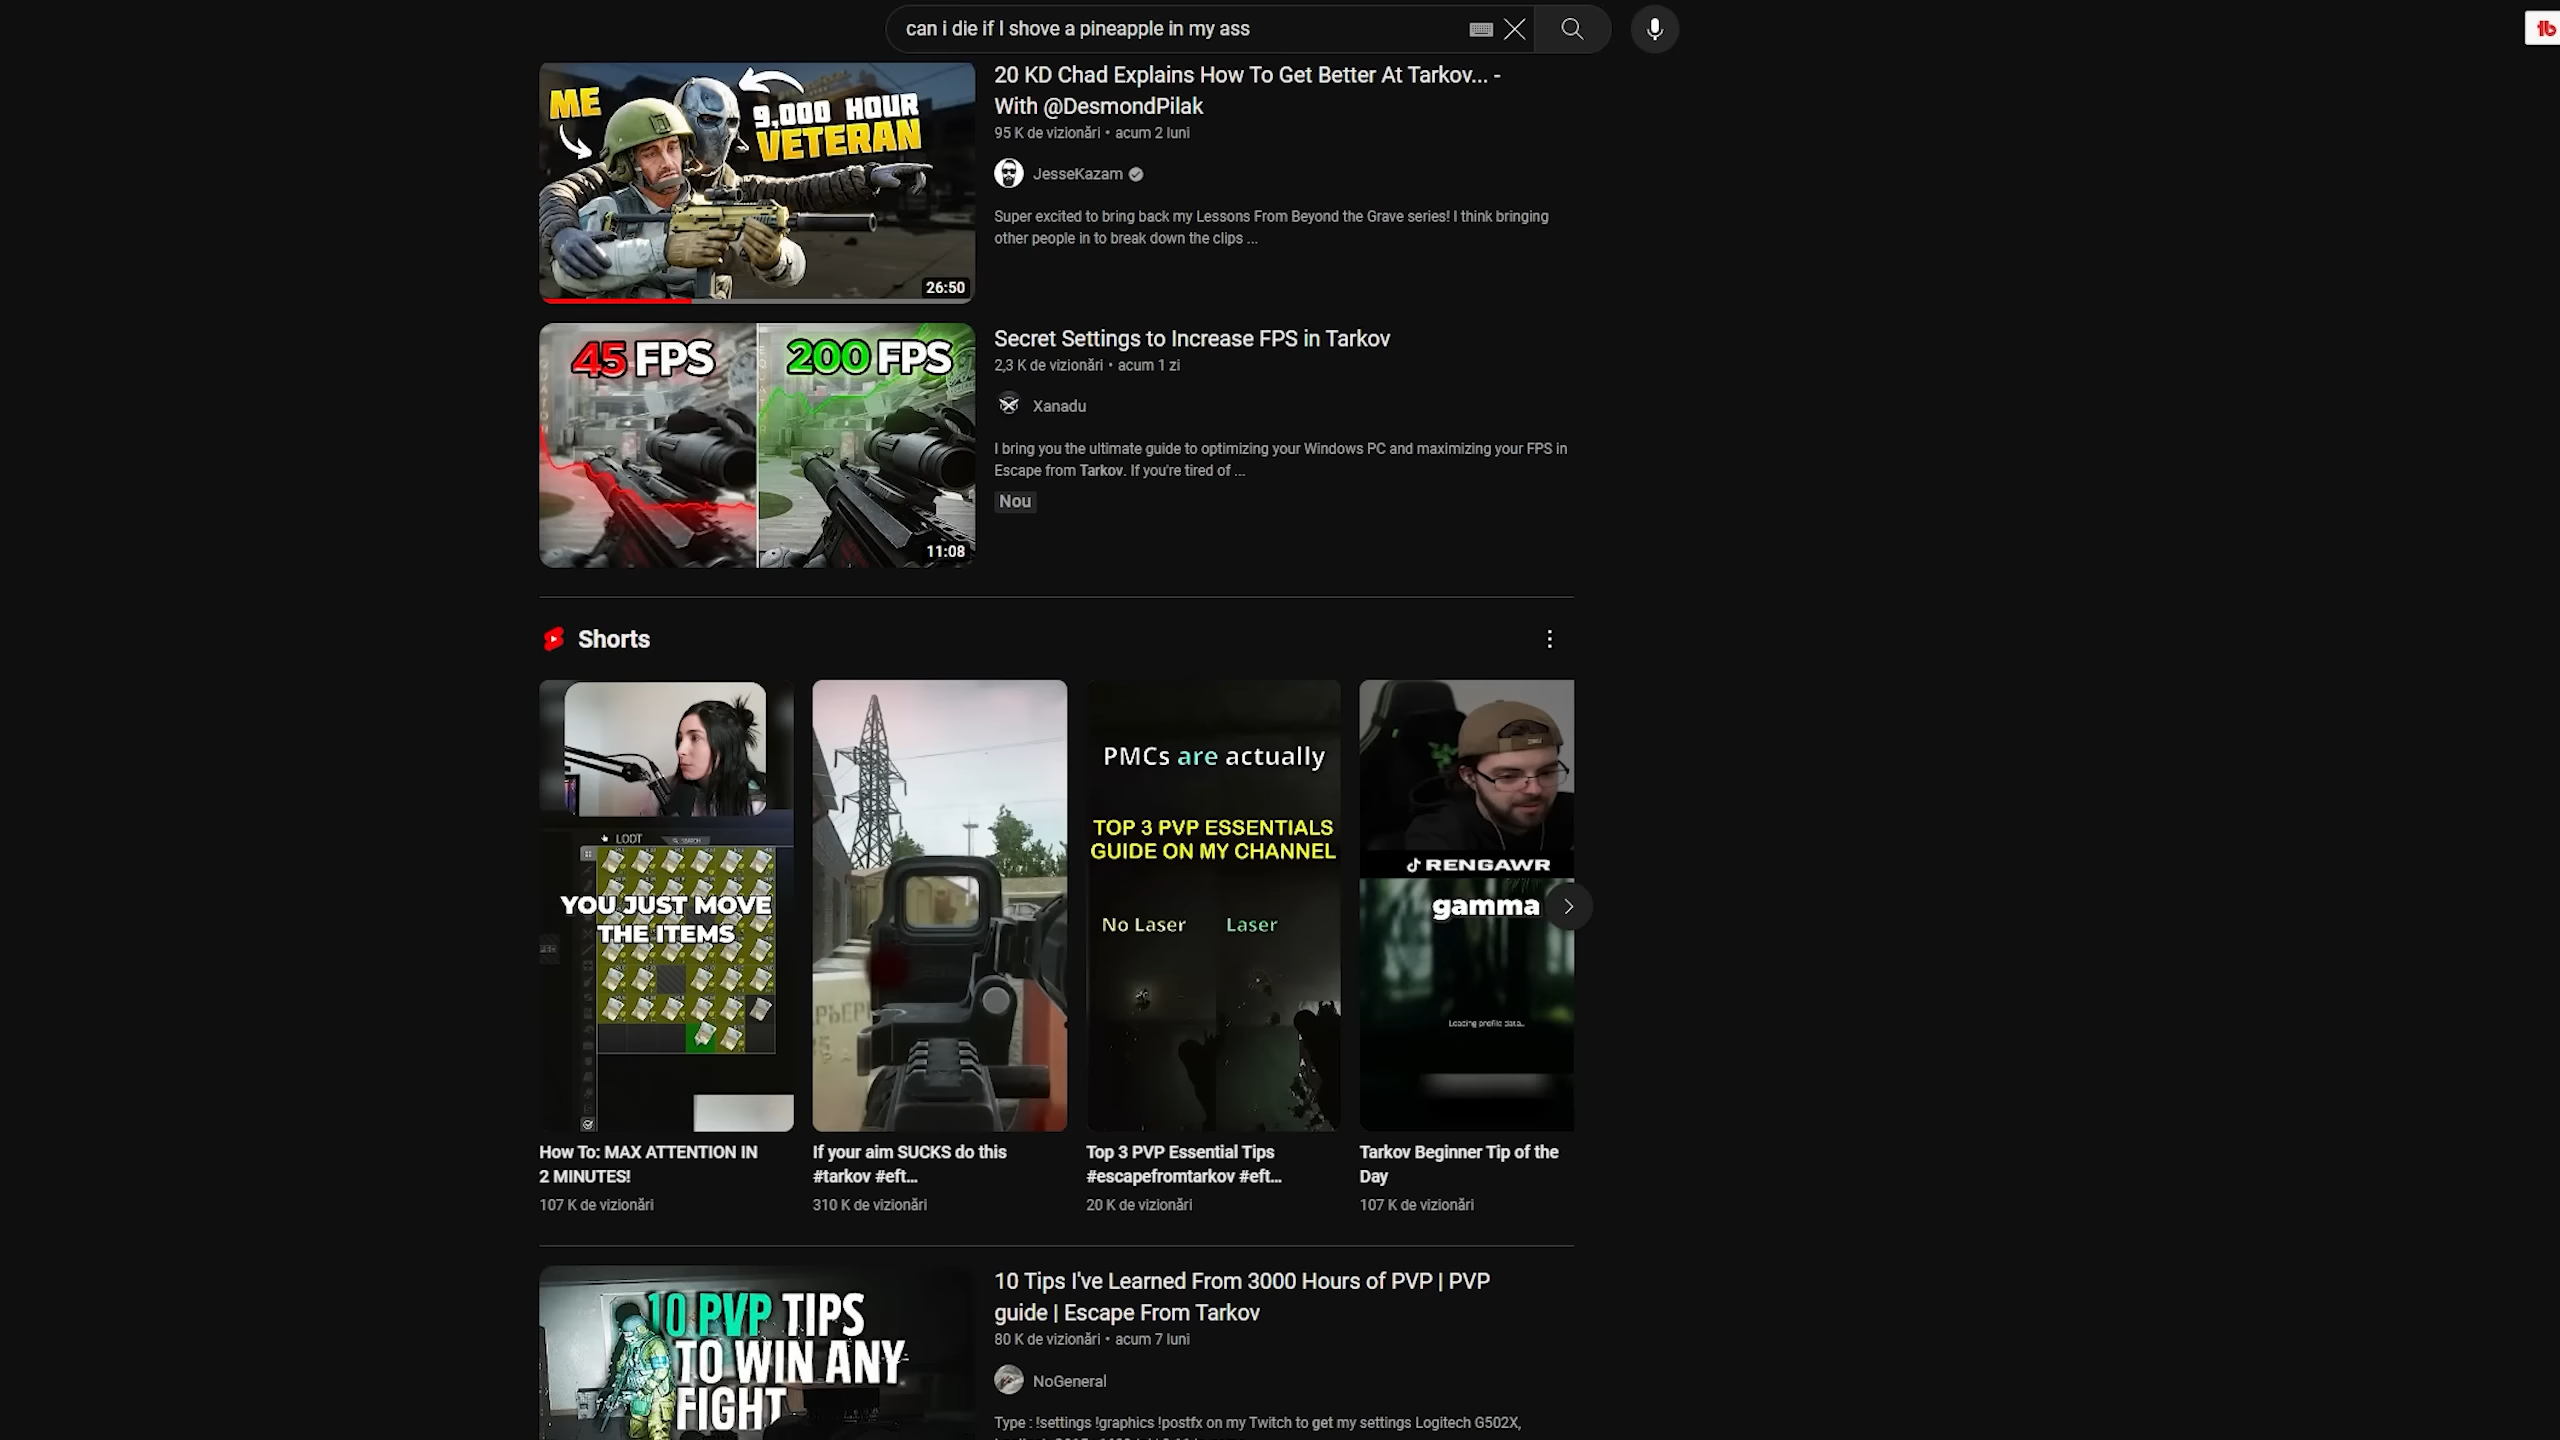 can i die if I shove a pineapple in my ass
ME
9,000 HOUR
VETERAN
26:50
20 KD Chad Explains How To Get Better At Tarkov... -
With @DesmondPilak
95 K de vizionări • acum 2 luni
JesseKazam
Super excited to bring back my Lessons From Beyond the Grave series! I think bringing
other people in to break down the clips ...
45 FPS
200 FPS
11:08
Secret Settings to Increase FPS in Tarkov
2,3 K de vizionări • acum 1 zi
Xanadu
I bring you the ultimate guide to optimizing your Windows PC and maximizing your FPS in
Escape from Tarkov. If you're tired of ...
Nou
Shorts
LOOT
SEARCH
YOU JUST MOVE
THE ITEMS
How To: MAX ATTENTION IN
2 MINUTES!
107 K de vizionări
If your aim SUCKS do this
#tarkov #eft...
310 K de vizionări
PMCs are actually
TOP 3 PVP ESSENTIALS
GUIDE ON MY CHANNEL
No Laser
Laser
Top 3 PVP Essential Tips
#escapefromtarkov #eft...
20 K de vizionări
RENGAWR
gamma
Loading profile data...
Tarkov Beginner Tip of the
Day
107 K de vizionări
10 PVP TIPS
TO WIN ANY
FIGHT
10 Tips I've Learned From 3000 Hours of PVP | PVP
guide | Escape From Tarkov
80 K de vizionări • acum 7 luni
NoGeneral
Type : !settings !graphics !postfx on my Twitch to get my settings Logitech G502X,